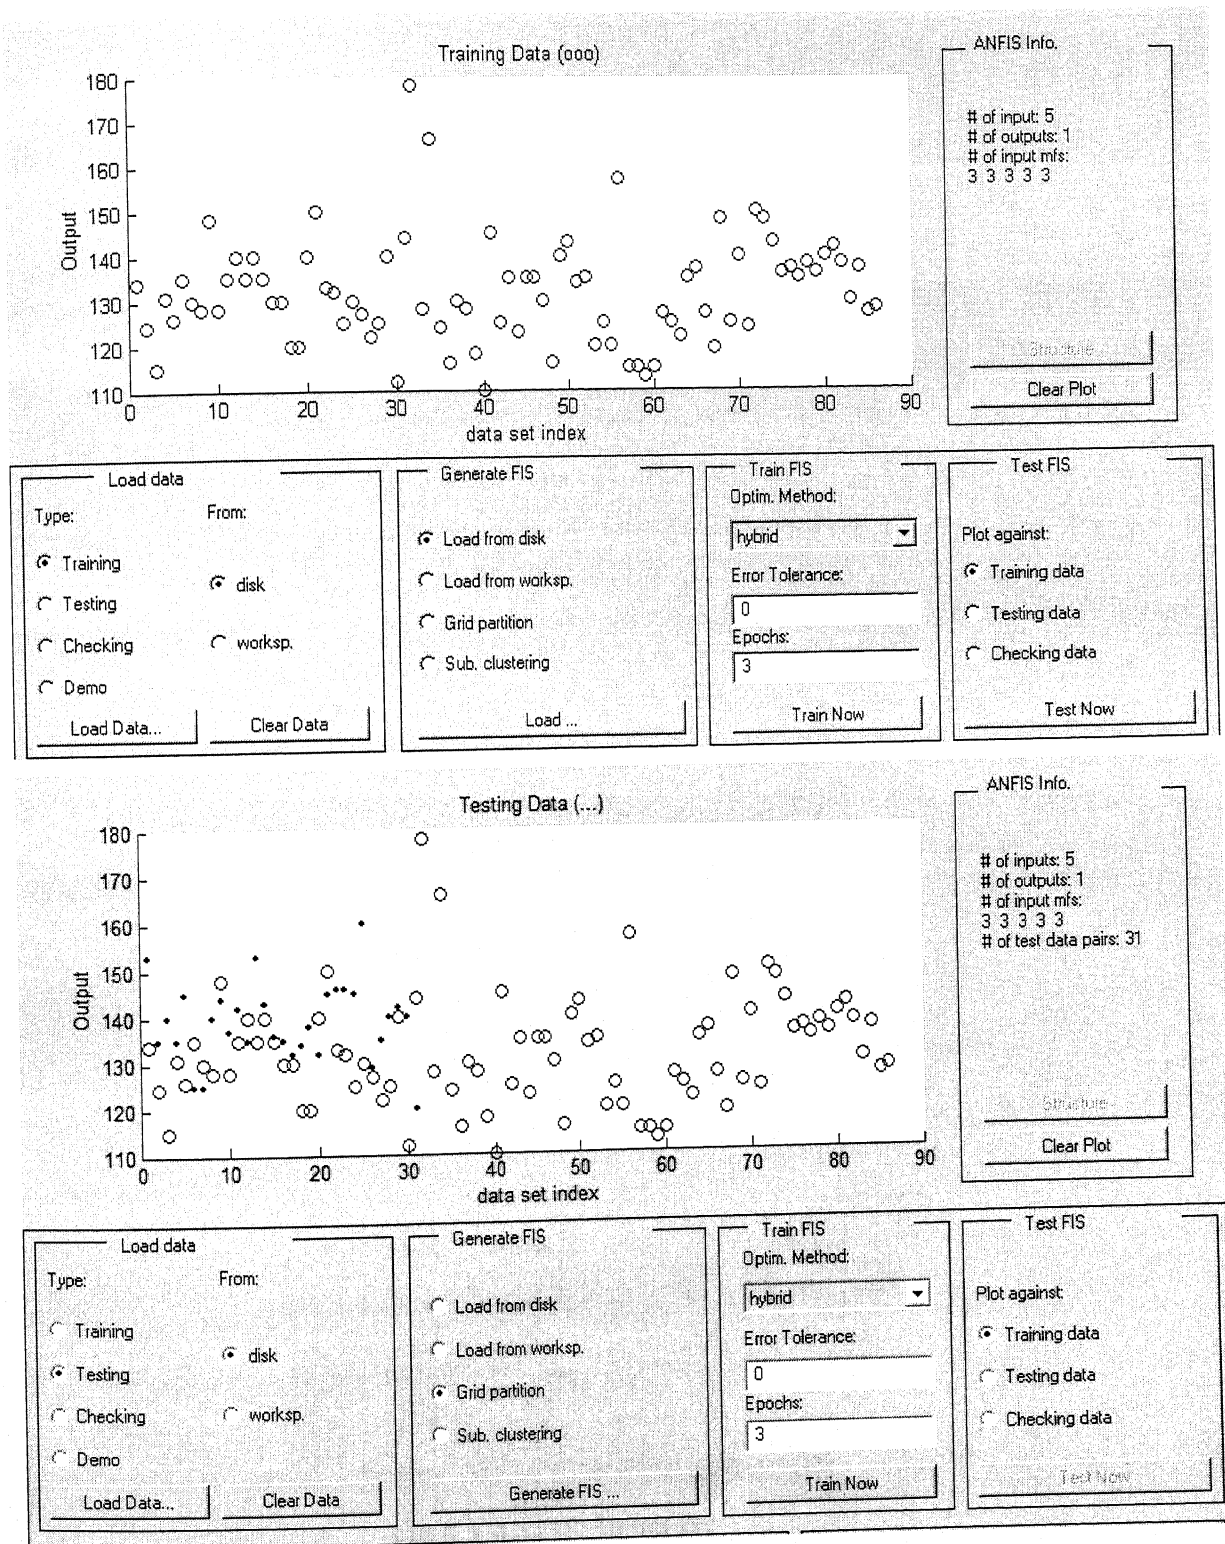 Training Data (ooo)
180
170
160
150
140
130
120
110
Output
0 10 20 30 40 50 60 70 80 90
data set index
ANFIS Info.
# of input: 5
# of outputs: 1
# of input mfs:
3 3 3 3 3
Structure
Clear Plot
Load data
Type:
From:
Training
Testing
Checking
Demo
disk
worksp.
Load Data...
Clear Data
Generate FIS
Load from disk
Load from worksp.
Grid partition
Sub. clustering
Load ...
Train FIS
Optim. Method:
hybrid
Error Tolerance:
0
Epochs:
3
Train Now
Test FIS
Plot against:
Training data
Testing data
Checking data
Test Now
Testing Data (...)
180
170
160
150
140
130
120
110
Output
0 10 20 30 40 50 60 70 80 90
data set index
ANFIS Info.
# of inputs: 5
# of outputs: 1
# of input mfs:
3 3 3 3 3
# of test data pairs: 31
Structure
Clear Plot
Load data
Type:
From:
Training
Testing
Checking
Demo
disk
worksp.
Load Data...
Clear Data
Generate FIS
Load from disk
Load from worksp.
Grid partition
Sub. clustering
Generate FIS ...
Train FIS
Optim. Method:
hybrid
Error Tolerance:
0
Epochs:
3
Train Now
Test FIS
Plot against:
Training data
Testing data
Checking data
Test Now